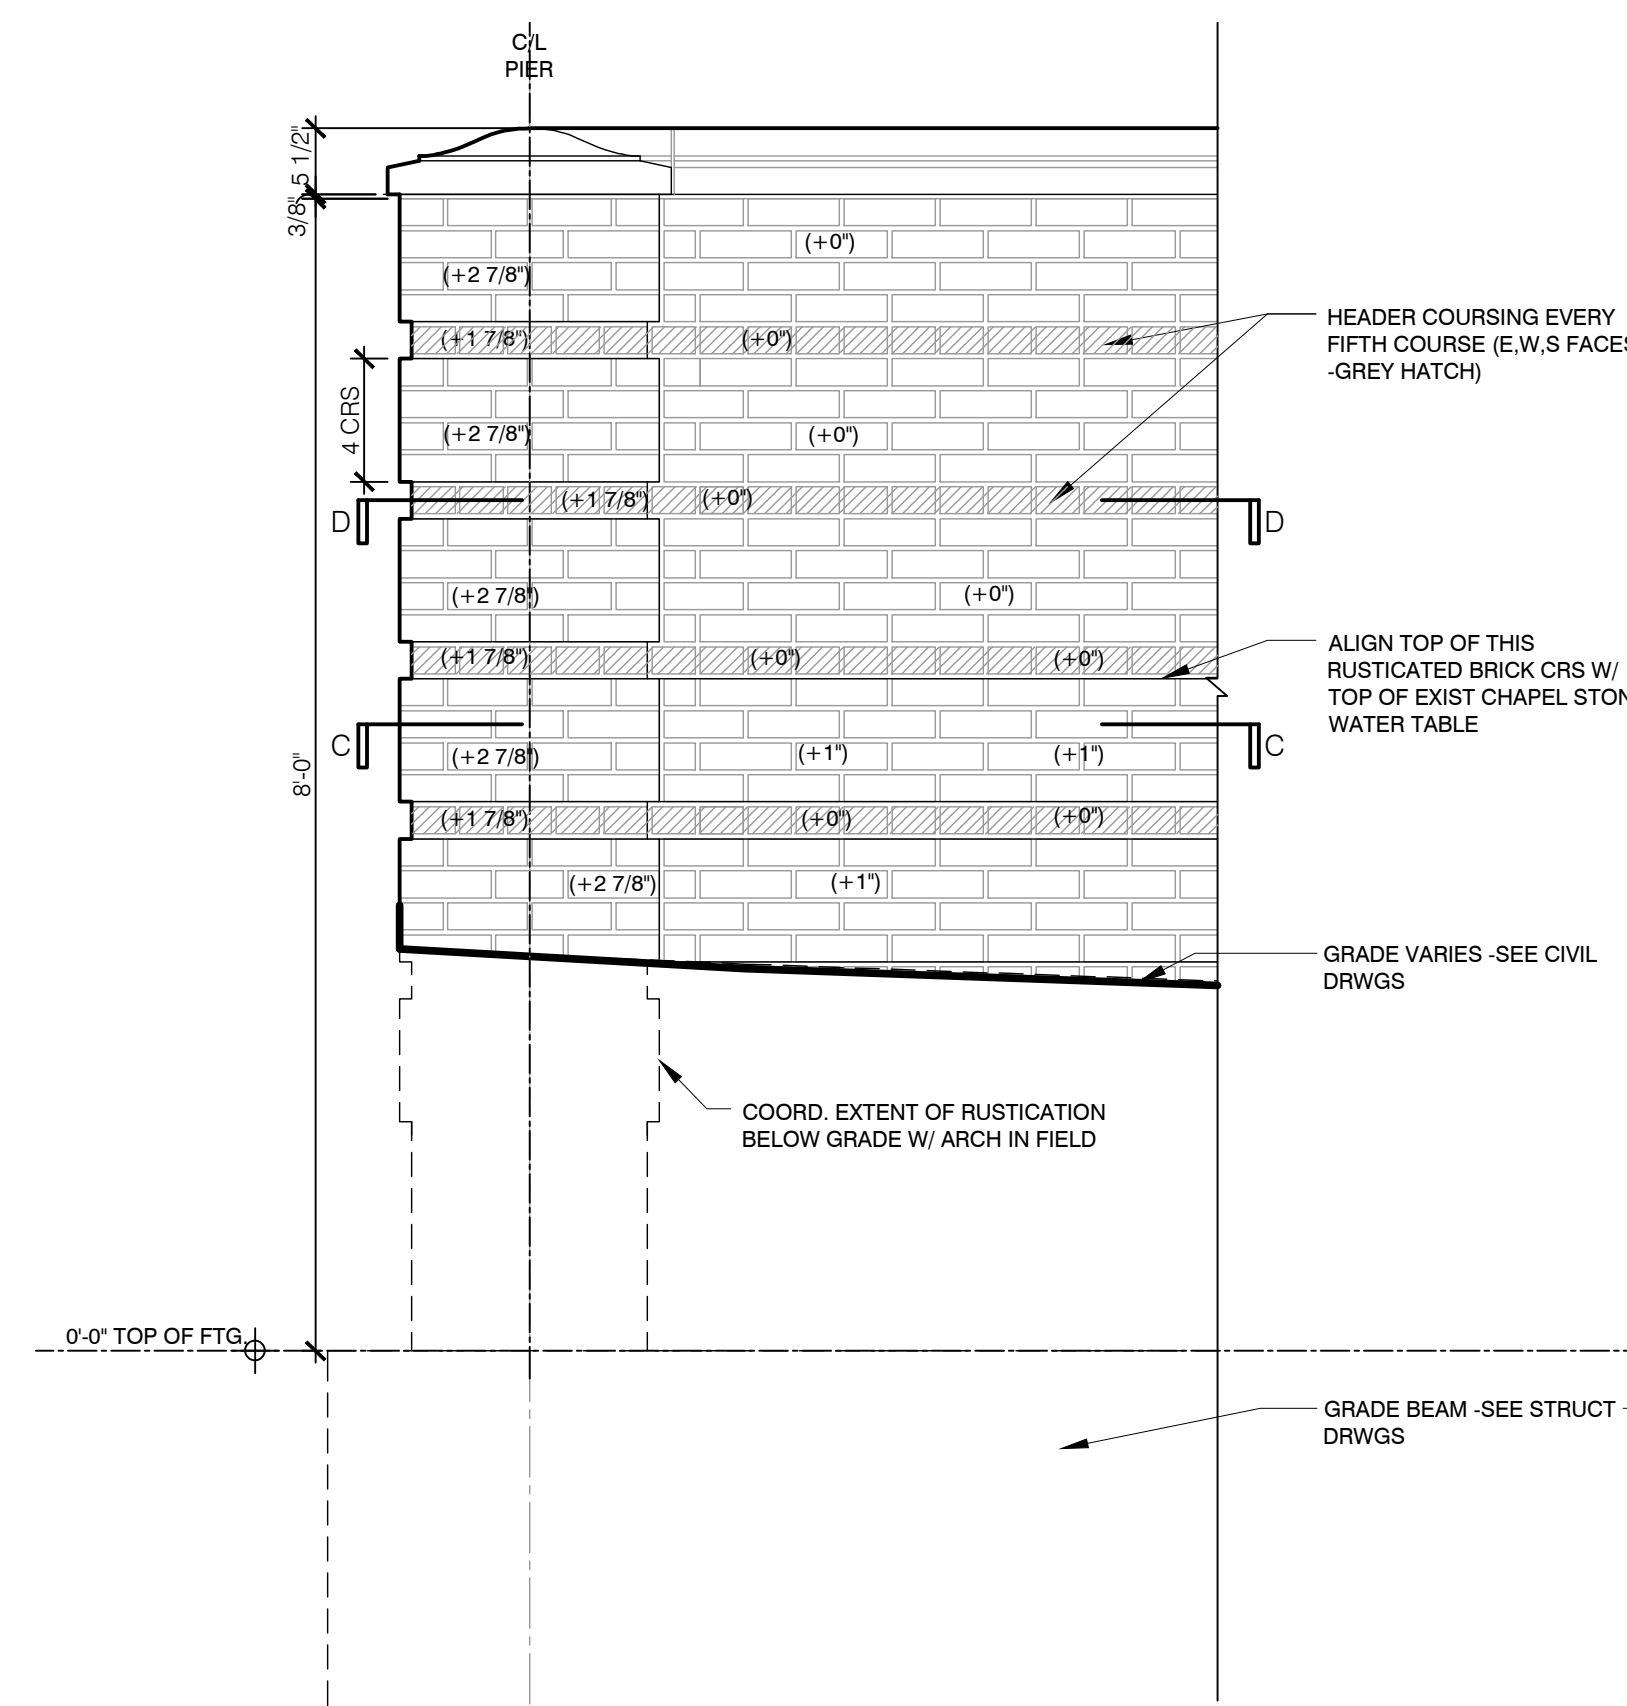 C/L
PIER
5 1/2"
3/8"
(+0")
(+2 7/8")
HEADER COURSING EVERY
FIFTH COURSE (E,W,S FACES
-GREY HATCH)
(+1 7/8") (+0")
4 CRS
(+2 7/8") (+0")
(+1 7/8") (+0")
D D
(+2 7/8") (+0")
ALIGN TOP OF THIS
RUSTICATED BRICK CRS W/
TOP OF EXIST CHAPEL STON
WATER TABLE
(+1 7/8") (+0") (+0")
C C
(+2 7/8") (+1") (+1")
8'-0"
(+1 7/8") (+0") (+0")
(+2 7/8") (+1")
GRADE VARIES -SEE CIVIL
DRWGS
COORD. EXTENT OF RUSTICATION
BELOW GRADE W/ ARCH IN FIELD
0'-0" TOP OF FTG.
GRADE BEAM -SEE STRUCT -
DRWGS